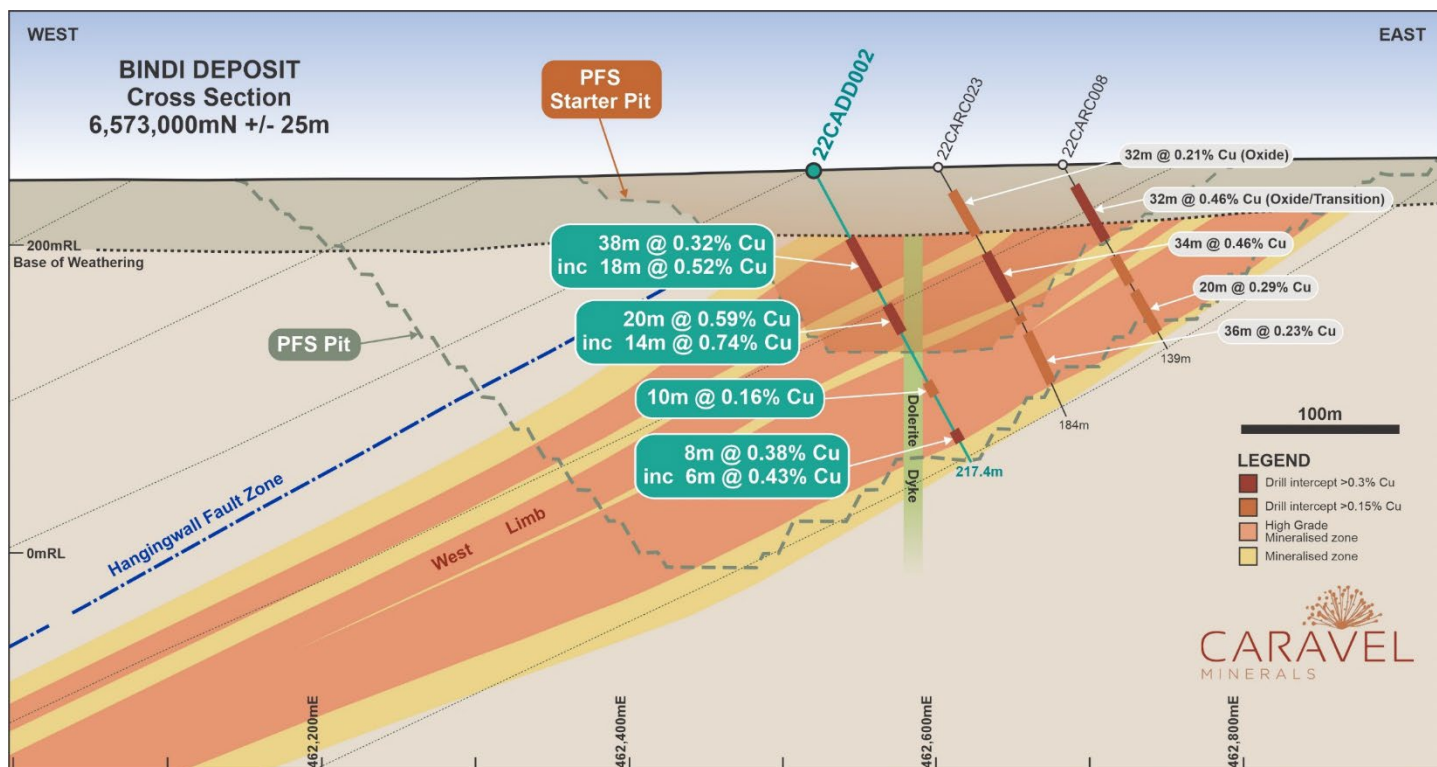 WEST
EAST
BINDI DEPOSIT
Cross Section
6,573,000mN +/- 25m
PFS
Starter Pit
22CADD002
22CARC023
22CARC008
32m @ 0.21% Cu (Oxide)
32m @ 0.46% Cu (Oxide/Transition)
34m @ 0.46% Cu
20m @ 0.29% Cu
36m @ 0.23% Cu
200mRL
Base of Weathering
38m @ 0.32% Cu
inc 18m @ 0.52% Cu
20m @ 0.59% Cu
inc 14m @ 0.74% Cu
10m @ 0.16% Cu
8m @ 0.38% Cu
inc 6m @ 0.43% Cu
PFS Pit
139m
184m
217.4m
Dolerite Dyke
Hangingwall Fault Zone
West Limb
0mRL
100m
LEGEND
Drill intercept >0.3% Cu
Drill intercept >0.15% Cu
High Grade
Mineralised zone
Mineralised zone
CARAVEL
MINERALS
462,200mE
462,400mE
462,600mE
462,800mE